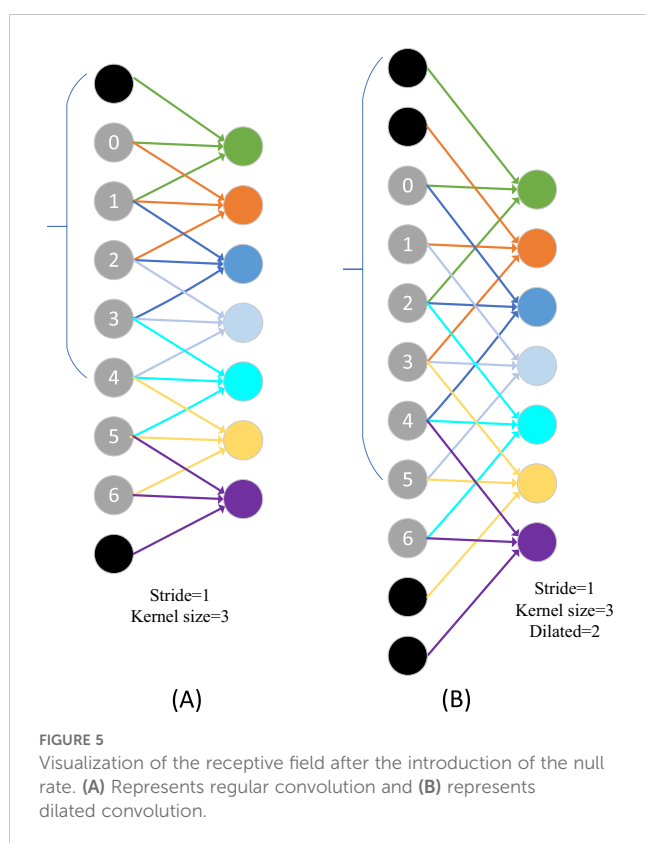 0
1
2
3
4
5
6
Stride=1
Kernel size=3
(A)
0
1
2
3
4
5
6
Stride=1
Kernel size=3
Dilated=2
(B)
FIGURE 5
Visualization of the receptive field after the introduction of the null
rate. (A) Represents regular convolution and (B) represents
dilated convolution.